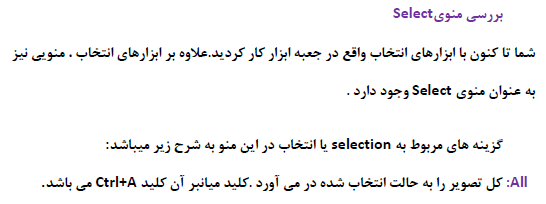 بررسی منویSelect
شما تا کنون با ابزارهای انتخاب واقع در جعبه ابزار کار کردید.علاوه بر ابزارهای انتخاب ، منویی نیز
به عنوان منوی Select وجود دارد .
گزینه های مربوط به selection یا انتخاب در این منو به شرح زیر میباشد:
All: کل تصویر را به حالت انتخاب شده در می آورد .کلید میانبر آن کلید Ctrl+A می باشد.